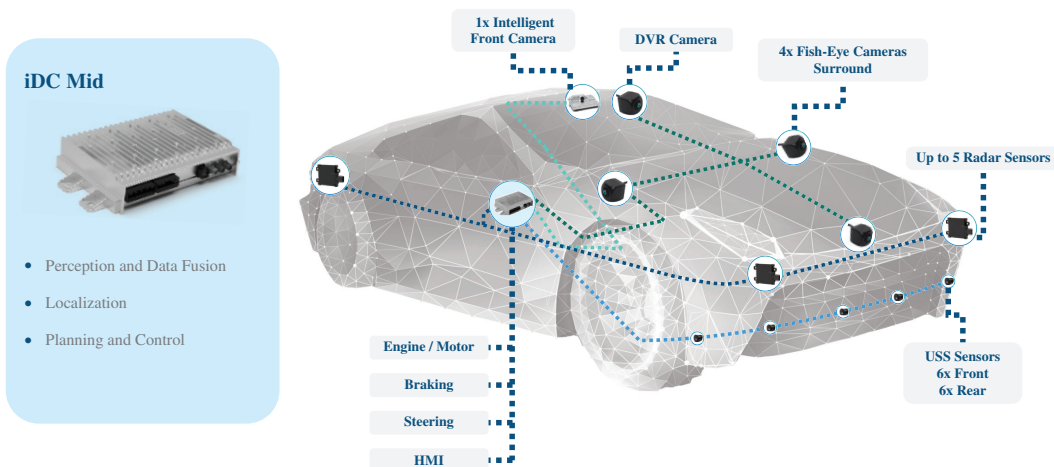 iDC Mid
Perception and Data Fusion
Localization
Planning and Control
1x Intelligent
Front Camera
DVR Camera
4x Fish-Eye Cameras
Surround
Up to 5 Radar Sensors
USS Sensors
6x Front
6x Rear
Engine / Motor
Braking
Steering
HMI